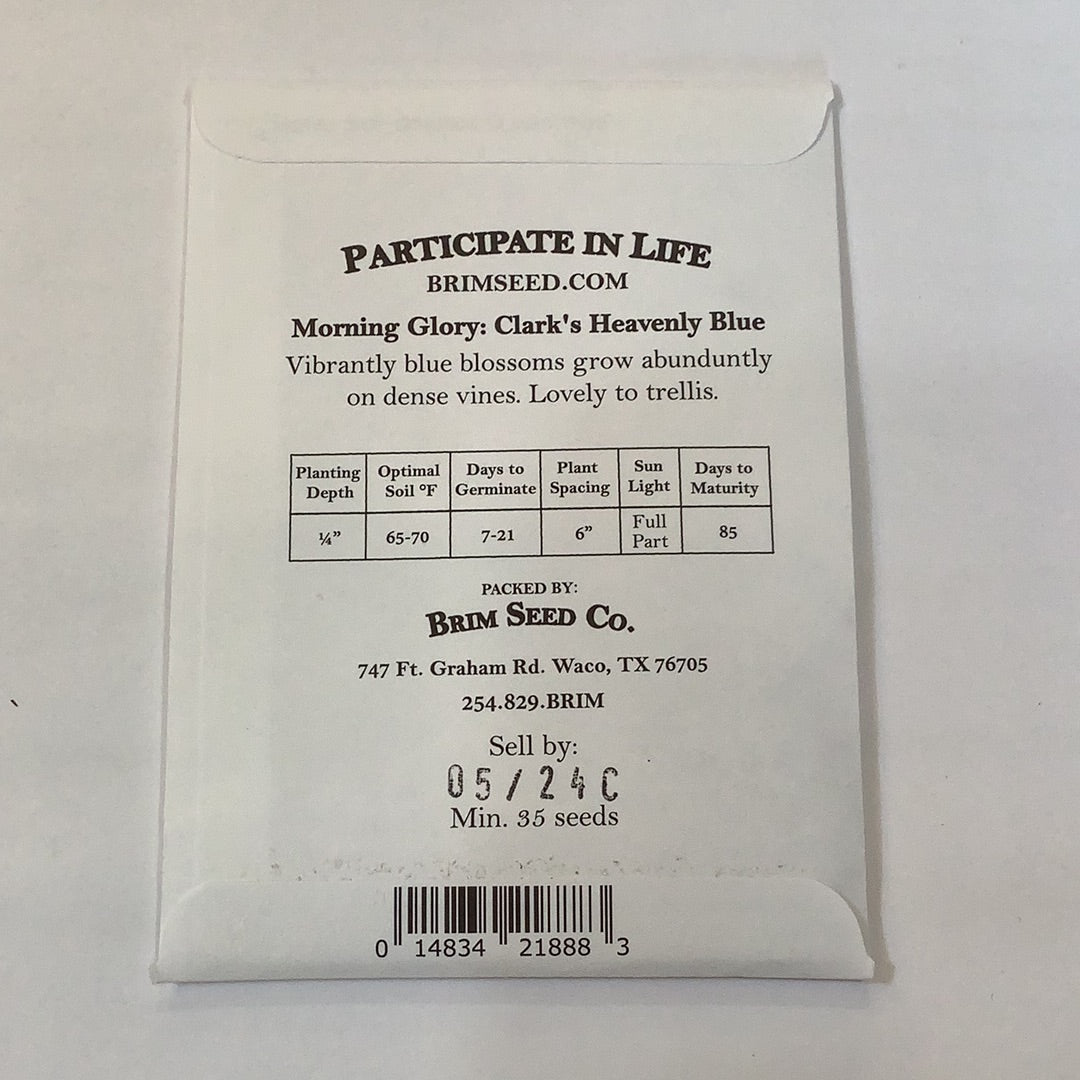 PARTICIPATE IN LIFE
BRIMSEED.COM
Morning Glory: Clark's Heavenly Blue
Vibrantly blue blossoms grow abunduntly
on dense vines. Lovely to trellis.
Planting Depth Optimal Soil °F Days to Germinate Plant Spacing Sun Light Days to Maturity
¼” 65-70 7-21 6” Full Part 85
PACKED BY:
BRIM SEED CO.
747 Ft. Graham Rd. Waco, TX 76705
254.829.BRIM
Sell by:
05/24C
Min. 35 seeds
0 14834 21888 3